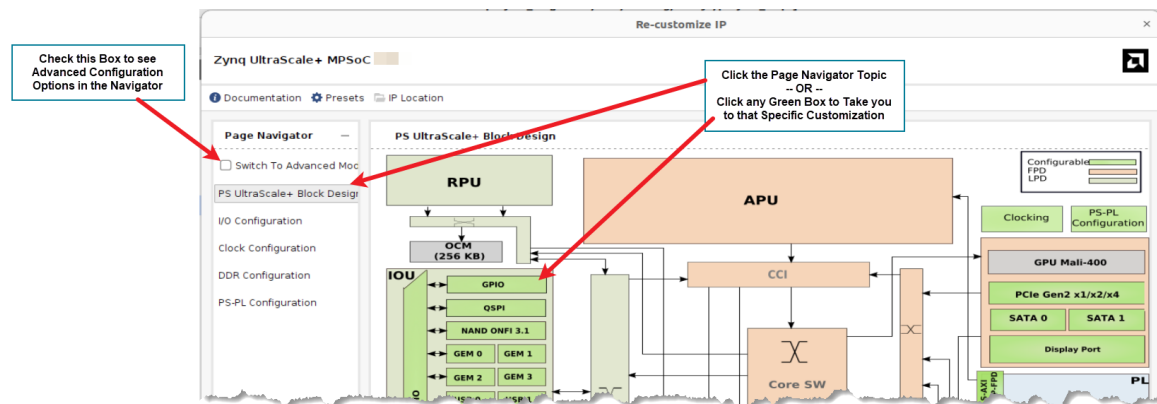 Re-customize IP
×
Zynq UltraScale+ MPSoC
Check this Box to see
Advanced Configuration
Options in the Navigator
Click the Page Navigator Topic
-- OR --
Click any Green Box to Take you
to that Specific Customization
Documentation Presets IP Location
Page Navigator —
Switch To Advanced Mod
PS UltraScale+ Block Design
I/O Configuration
Clock Configuration
DDR Configuration
PS-PL Configuration
PS UltraScale+ Block Design
Configurable
FPD
LPD
RPU
APU
Clocking
PS-PL
Configuration
OCM
(256 KB)
IOU
CCI
GPU Mali-400
GPIO
QSPI
NAND ONFI 3.1
GEM 0 GEM 1
GEM 2 GEM 3
PCIe Gen2 x1/x2/x4
SATA 0 SATA 1
Display Port
Core SW
PL